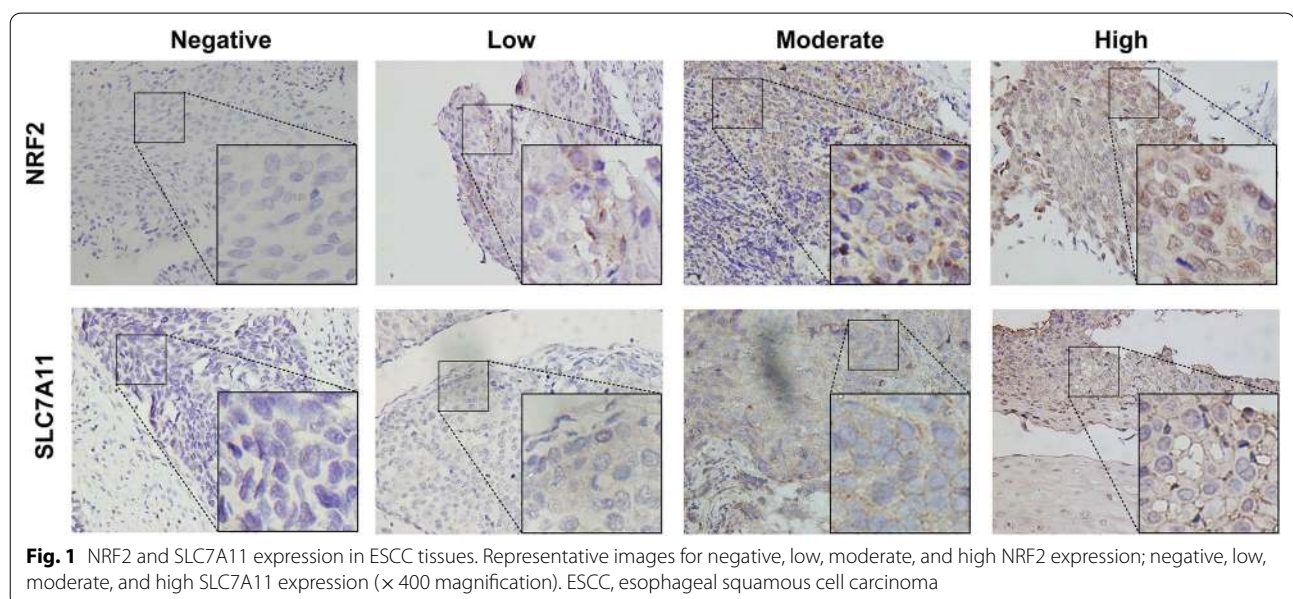 Negative Low Moderate High
NRF2
SLC7A11
Fig. 1 NRF2 and SLC7A11 expression in ESCC tissues. Representative images for negative, low, moderate, and high NRF2 expression; negative, low,
moderate, and high SLC7A11 expression (× 400 magnification). ESCC, esophageal squamous cell carcinoma